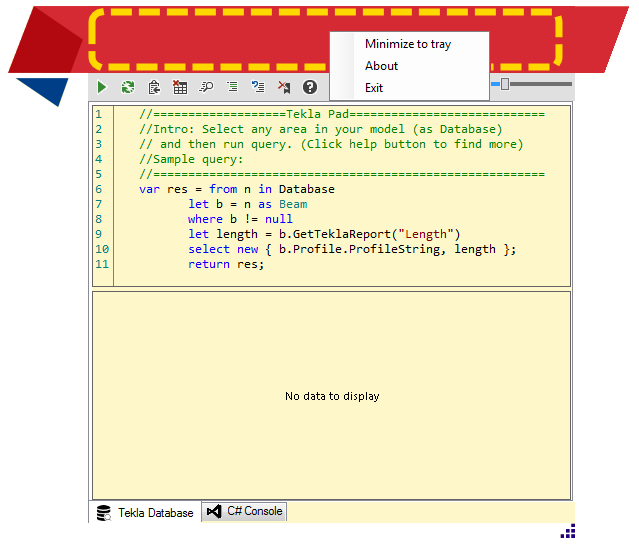 Minimize to tray
About
Exit
1 //===================Tekla Pad============================
2 //Intro: Select any area in your model (as Database)
3 // and then run query. (Click help button to find more)
4 //Sample query:
5 //========================================================
6 var res = from n in Database
7 let b = n as Beam
8 where b != null
9 let length = b.GetTeklaReport("Length")
10 select new { b.Profile.ProfileString, length };
11 return res;
No data to display
Tekla Database
C# Console